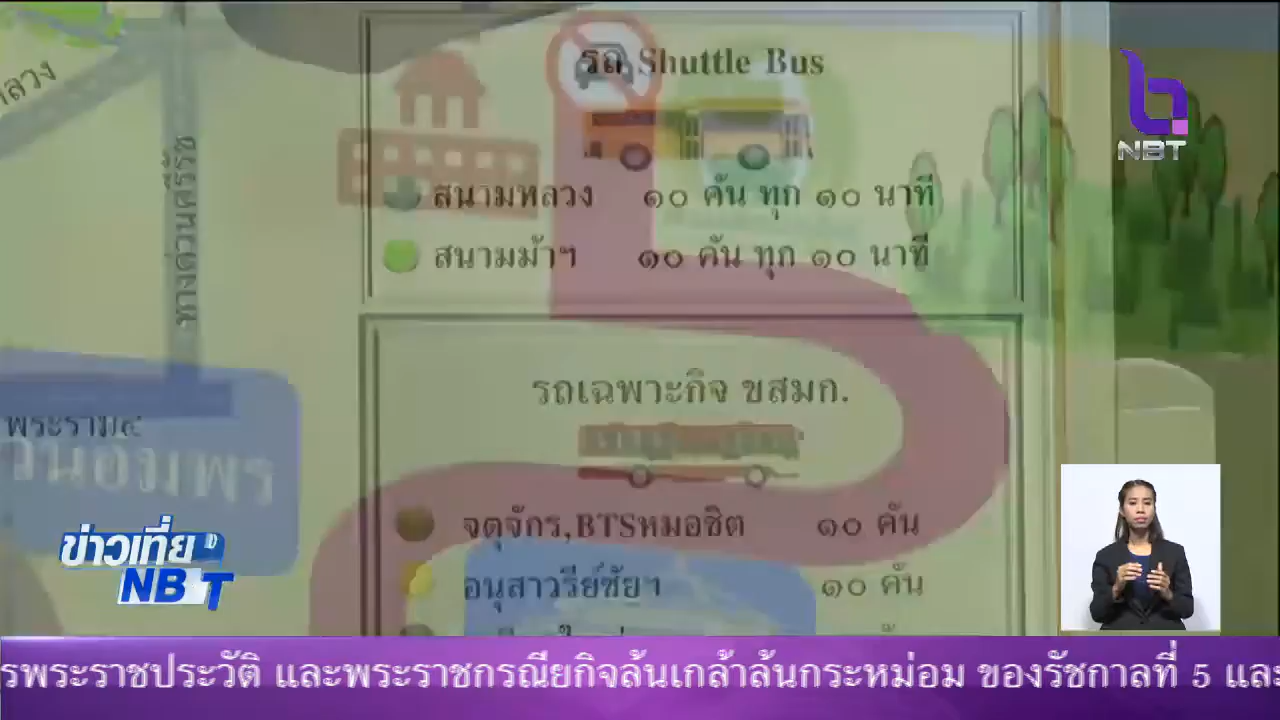 รถ Shuttle Bus
NBT
สนามหลวง ๑๐ คัน ทุก ๑๐ นาที
สนามม้าฯ ๑๐ คัน ทุก ๑๐ นาที
ทางด่วนศรีรัช
รถเฉพาะกิจ ขสมก.
พระราม๔
วนอัมพร
จตุจักร,BTSหมอชิต ๑๐ คัน
อนุสาวรีย์ชัยฯ ๑๐ คัน
ข่าวเที่ยง
NBT
รพระราชประวัติ และพระราชกรณียกิจล้นเกล้าล้นกระหม่อม ของรัชกาลที่ 5 และ